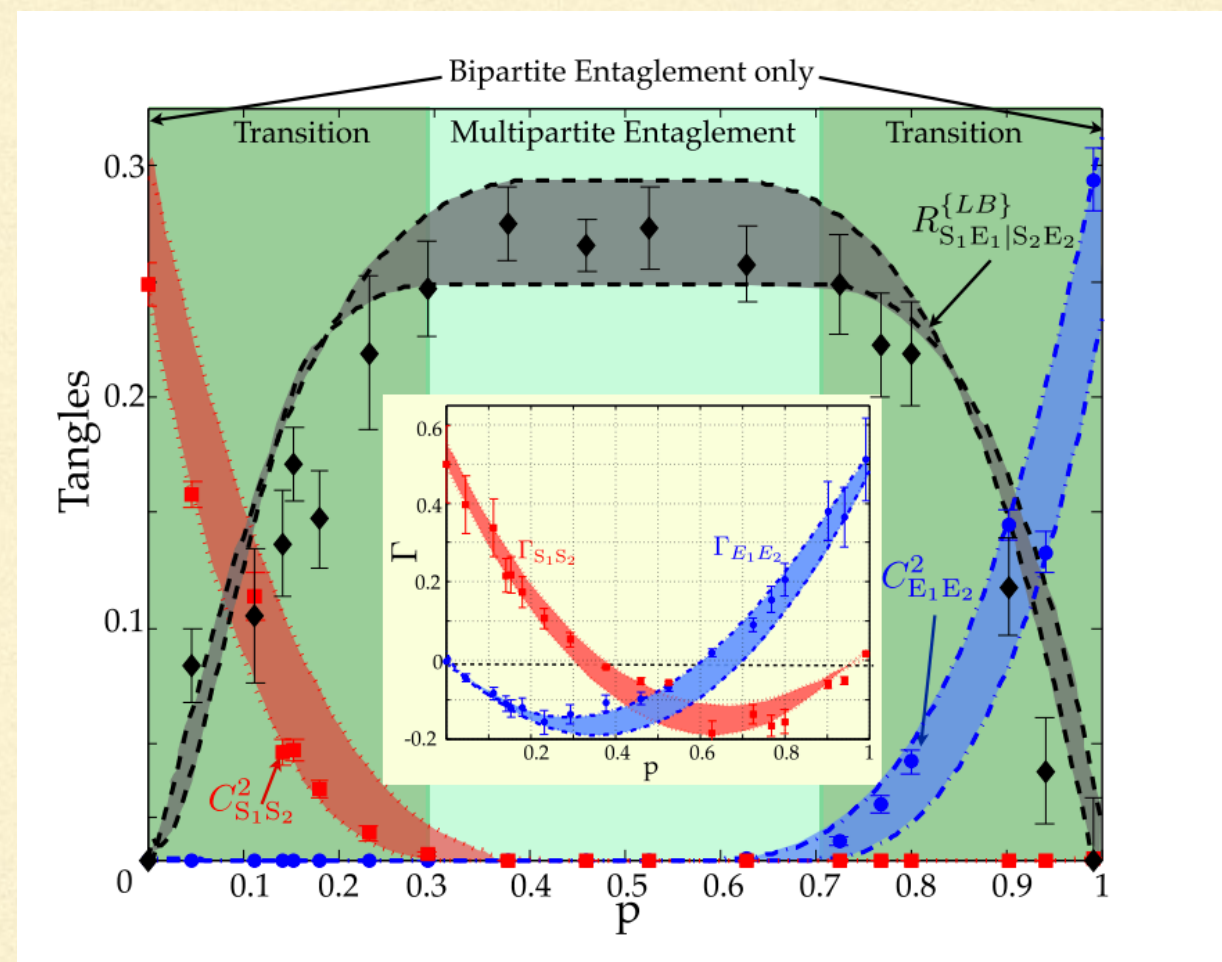 Bipartite Entaglement only
Transition
Multipartite Entaglement
Transition
0.3
0.2
0.1
0
Tangles
R^{LB}_{S₁E₁|S₂E₂}
C²_{S₁S₂}
C²_{E₁E₂}
0.6
0.4
0.2
0
-0.2
Γ
Γ_{S₁S₂}
Γ_{E₁E₂}
0.2 0.4 0.6 0.8 1
p
0.1 0.2 0.3 0.4 0.5 0.6 0.7 0.8 0.9 1
p